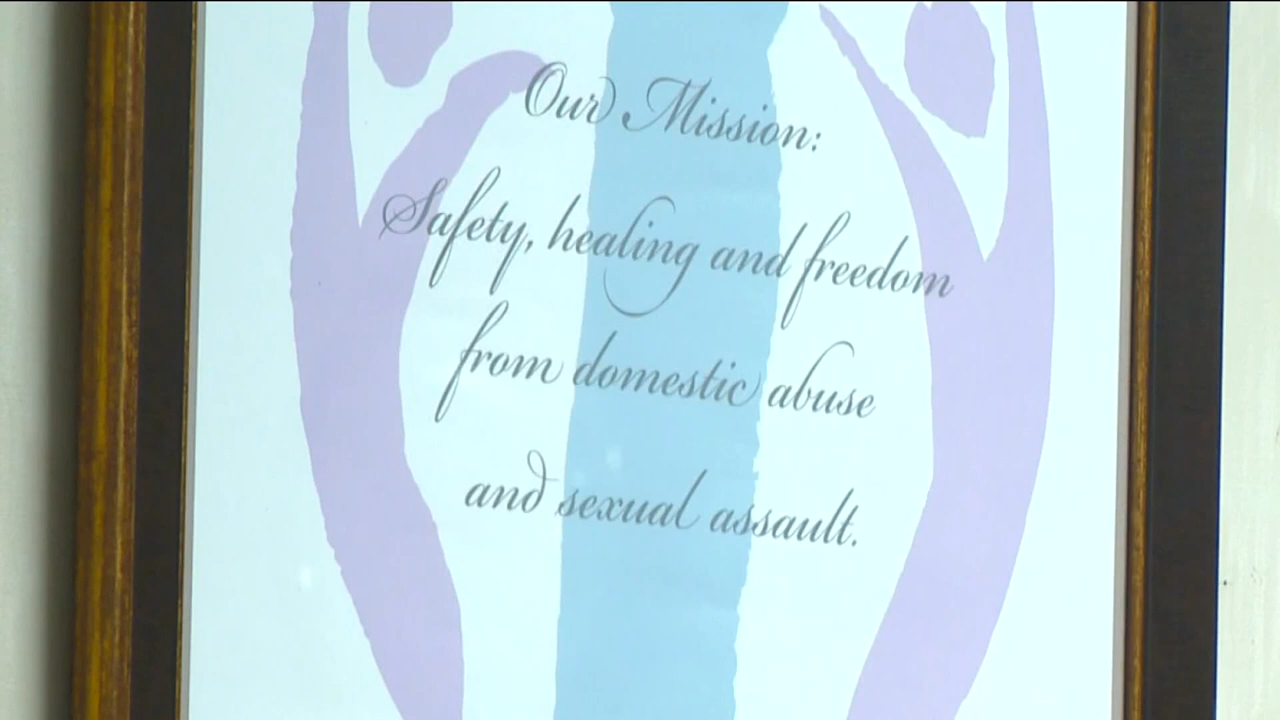 Our Mission:
Safety, healing and freedom
from domestic abuse
and sexual assault.